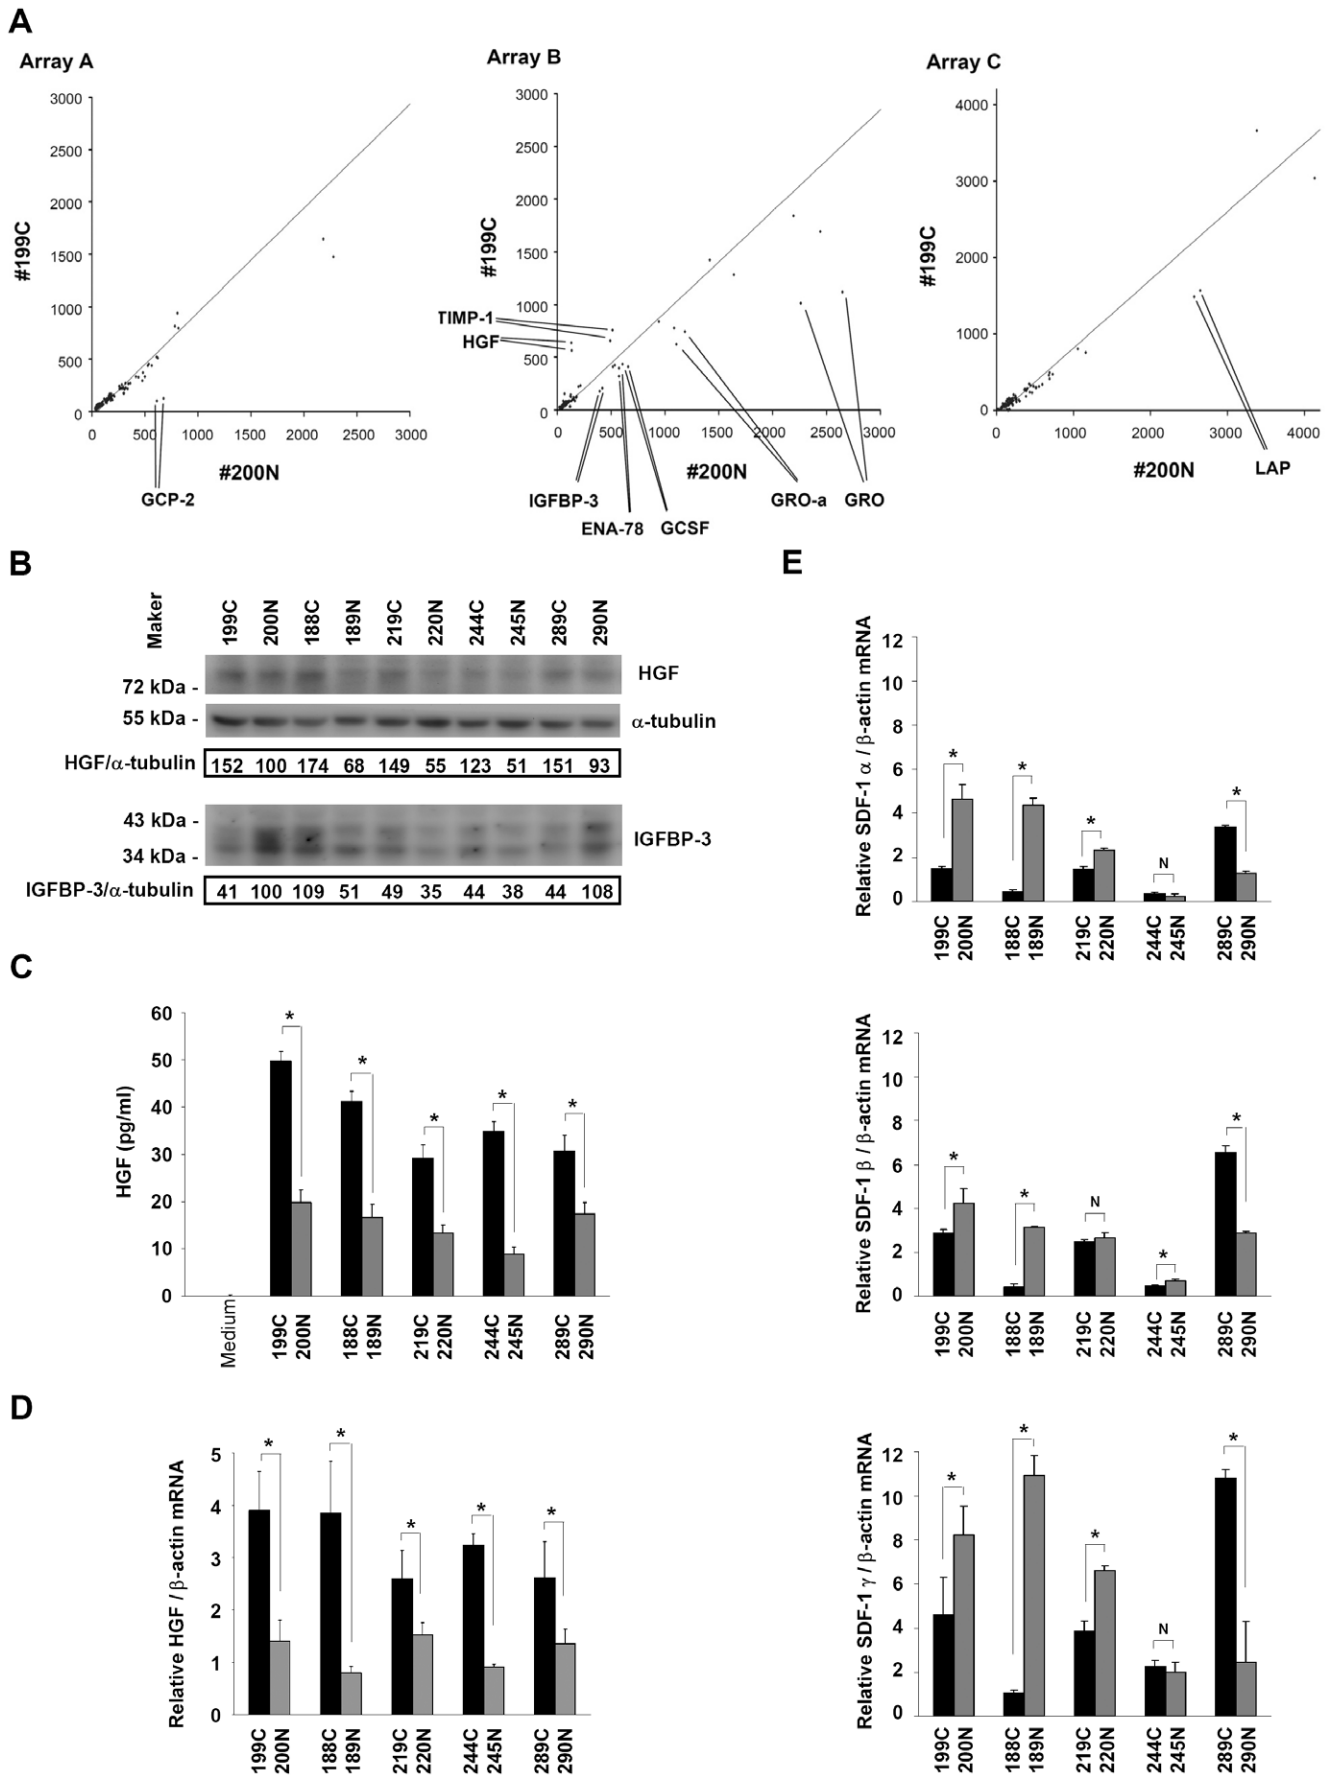 A
Array A
3000
2500
2000
1500
1000
500
0
0 500 1000 1500 2000 2500 3000
#199C
#200N
GCP-2
Array B
3000
2500
2000
1500
1000
500
0
0 500 1000 1500 2000 2500 3000
#199C
#200N
TIMP-1
HGF
IGFBP-3
ENA-78
GCSF
GRO-a
GRO
Array C
4000
3000
2000
1000
0
0 1000 2000 3000 4000
#199C
#200N
LAP
B
Maker 199C 200N 188C 189N 219C 220N 244C 245N 289C 290N
72 kDa - HGF
55 kDa - α-tubulin
HGF/α-tubulin 152 100 174 68 149 55 123 51 151 93
43 kDa -
34 kDa -
IGFBP-3
IGFBP-3/α-tubulin 41 100 109 51 49 35 44 38 44 108
C
HGF (pg/ml)
60
50
40
30
20
10
0
* * * * *
Medium 199C 200N 188C 189N 219C 220N 244C 245N 289C 290N
D
Relative HGF / β-actin mRNA
5
4
3
2
1
0
* * * * *
199C 200N 188C 189N 219C 220N 244C 245N 289C 290N
E
Relative SDF-1 α / β-actin mRNA
12
10
8
6
4
2
0
* * * N *
199C 200N 188C 189N 219C 220N 244C 245N 289C 290N
Relative SDF-1 β / β-actin mRNA
12
10
8
6
4
2
0
* * N * *
199C 200N 188C 189N 219C 220N 244C 245N 289C 290N
Relative SDF-1 γ / β-actin mRNA
12
10
8
6
4
2
0
* * * N *
199C 200N 188C 189N 219C 220N 244C 245N 289C 290N